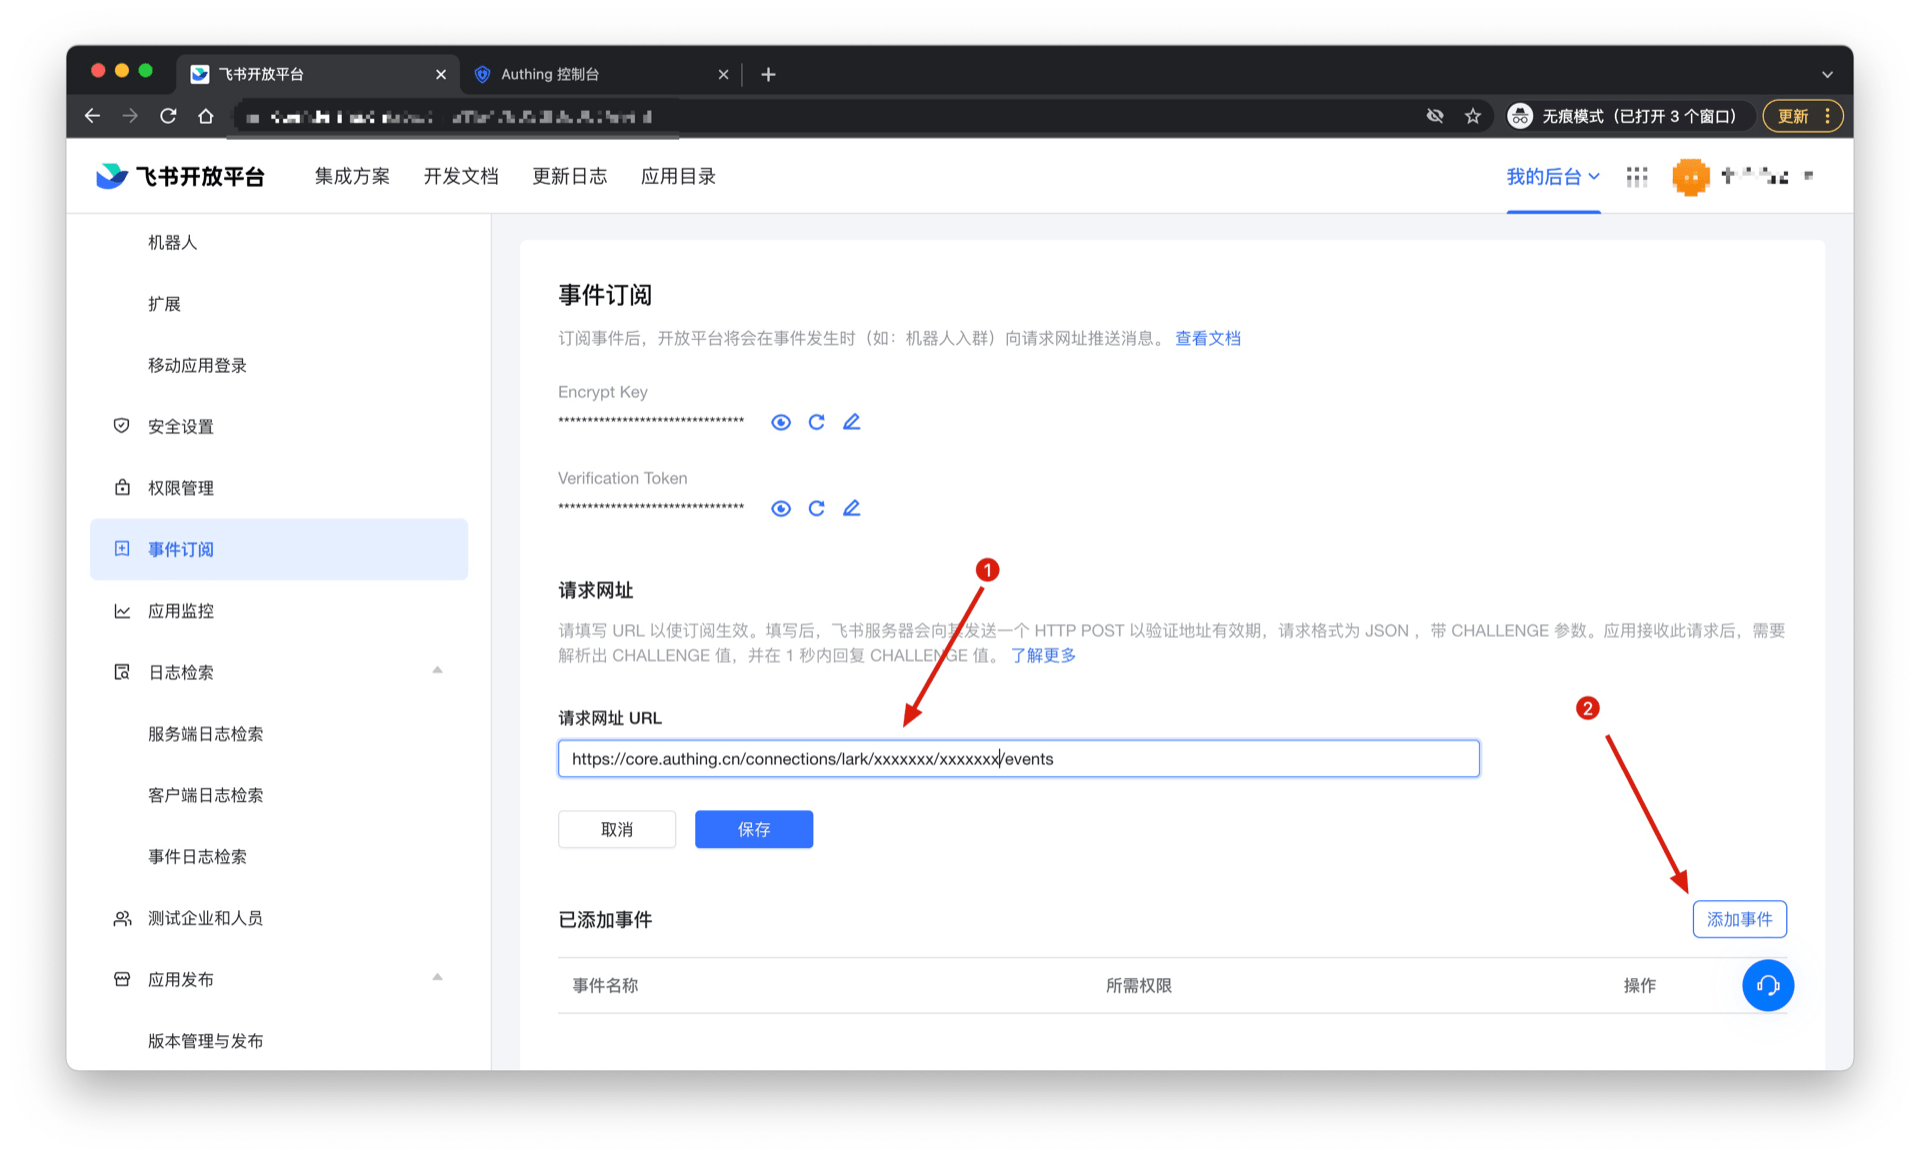 飞书开放平台
Authing 控制台
无痕模式（已打开 3 个窗口）
更新
飞书开放平台
集成方案
开发文档
更新日志
应用目录
我的后台
机器人
扩展
移动应用登录
安全设置
权限管理
事件订阅
应用监控
日志检索
服务端日志检索
客户端日志检索
事件日志检索
测试企业和人员
应用发布
版本管理与发布
事件订阅
订阅事件后，开放平台将会在事件发生时（如：机器人入群）向请求网址推送消息。 查看文档
Encrypt Key
********************************
Verification Token
********************************
1
请求网址
请填写 URL 以使订阅生效。填写后，飞书服务器会向其发送一个 HTTP POST 以验证地址有效期，请求格式为 JSON ，带 CHALLENGE 参数。应用接收此请求后，需要
解析出 CHALLENGE 值，并在 1 秒内回复 CHALLENGE 值。 了解更多
2
请求网址 URL
https://core.authing.cn/connections/lark/xxxxxxx/xxxxxxx/events
取消
保存
已添加事件
添加事件
事件名称
所需权限
操作